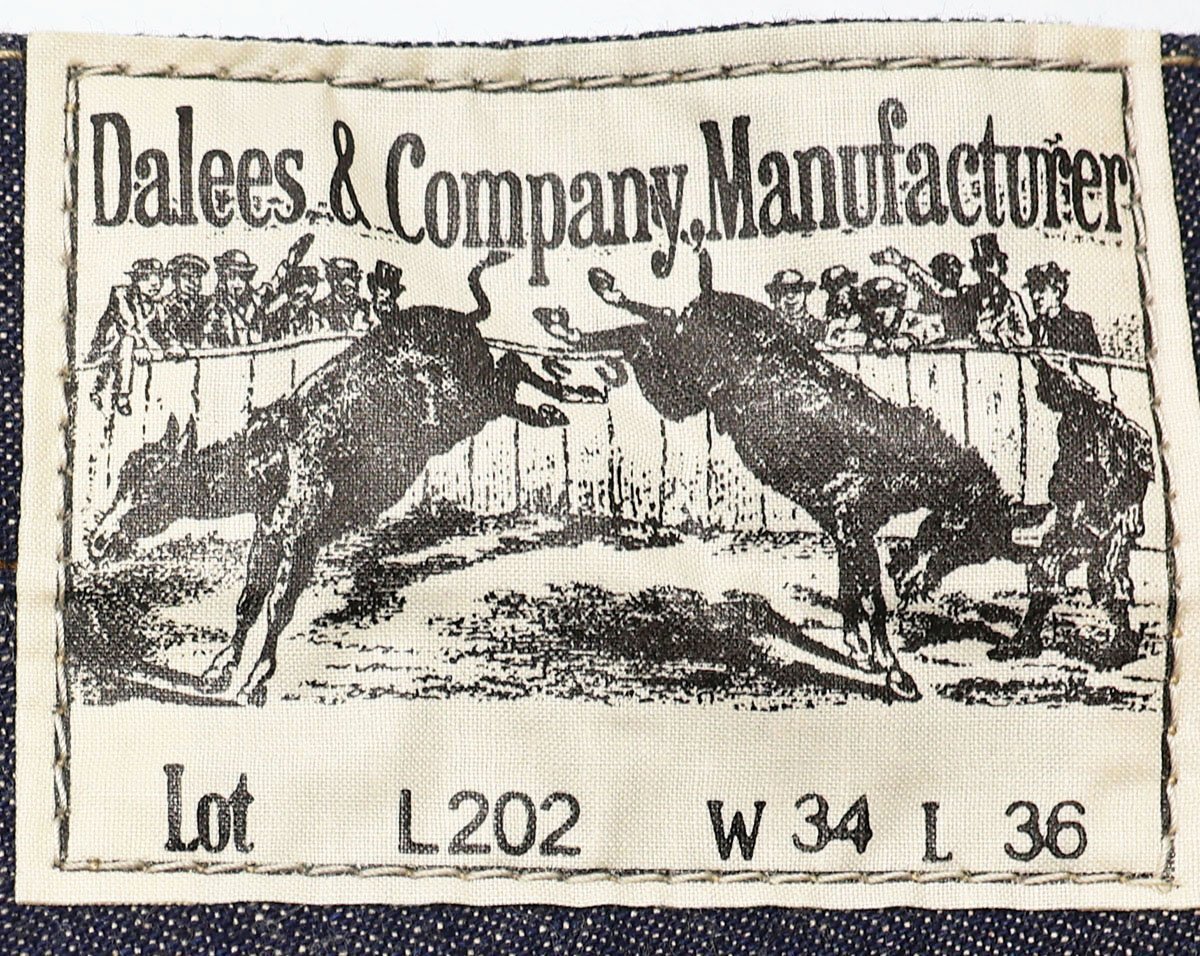 Dalees & Company, Manufacturer
Lot L202 W 34 L 36